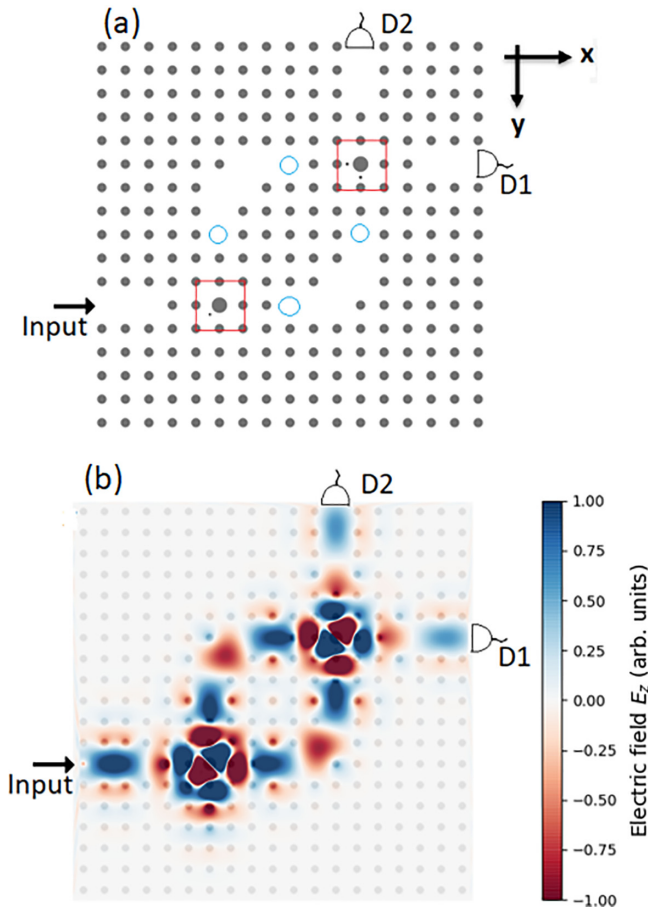 (a)
D2
x
y
D1
Input
(b)
D2
D1
Input
1.00
0.75
0.50
0.25
0.00
−0.25
−0.50
−0.75
−1.00
Electric field E_z (arb. units)